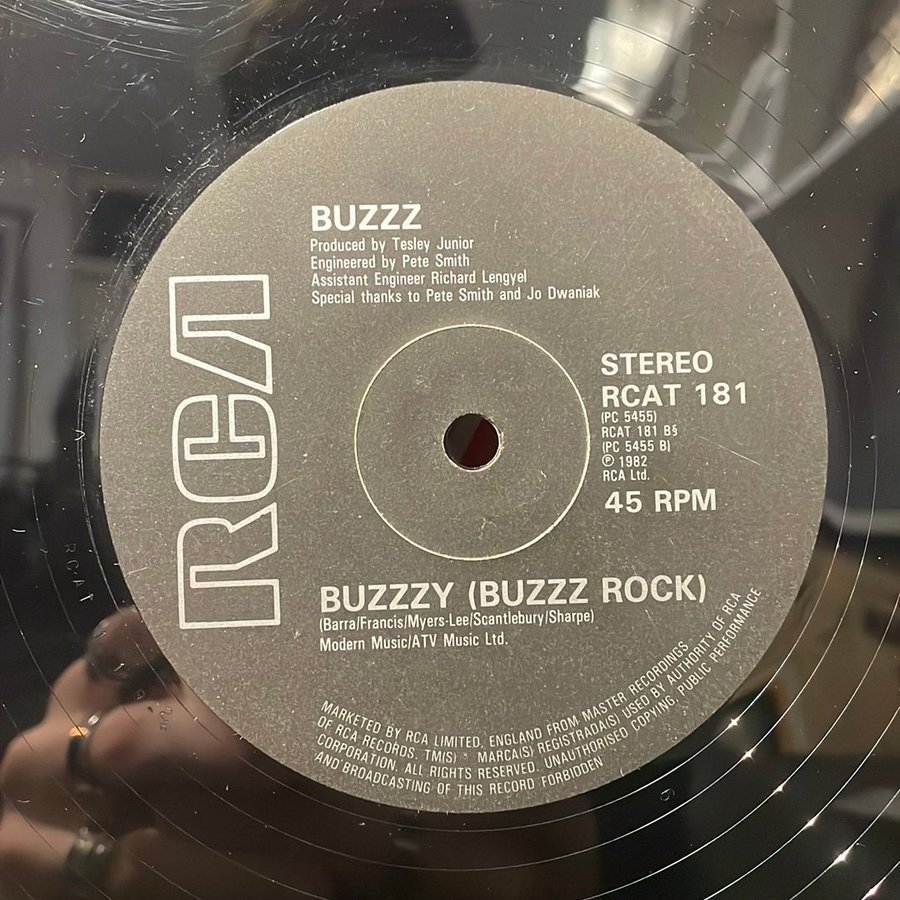 BUZZZ
Produced by Tesley Junior
Engineered by Pete Smith
Assistant Engineer Richard Lengyel
Special thanks to Pete Smith and Jo Dwaniak
RCA
STEREO
RCAT 181
(PC 5455)
RCAT 181 B§
(PC 5455 B)
℗ 1982
RCA Ltd.
45 RPM
BUZZZY (BUZZZ ROCK)
(Barra/Francis/Myers-Lee/Scantlebury/Sharpe)
Modern Music/ATV Music Ltd.
MARKETED BY RCA LIMITED, ENGLAND FROM MASTER RECORDINGS
OF RCA RECORDS. TM(S) ® MARCA(S) REGISTRADA(S) USED BY AUTHORITY OF RCA
CORPORATION. ALL RIGHTS RESERVED. UNAUTHORISED COPYING, PUBLIC PERFORMANCE
AND BROADCASTING OF THIS RECORD FORBIDDEN
RCAT